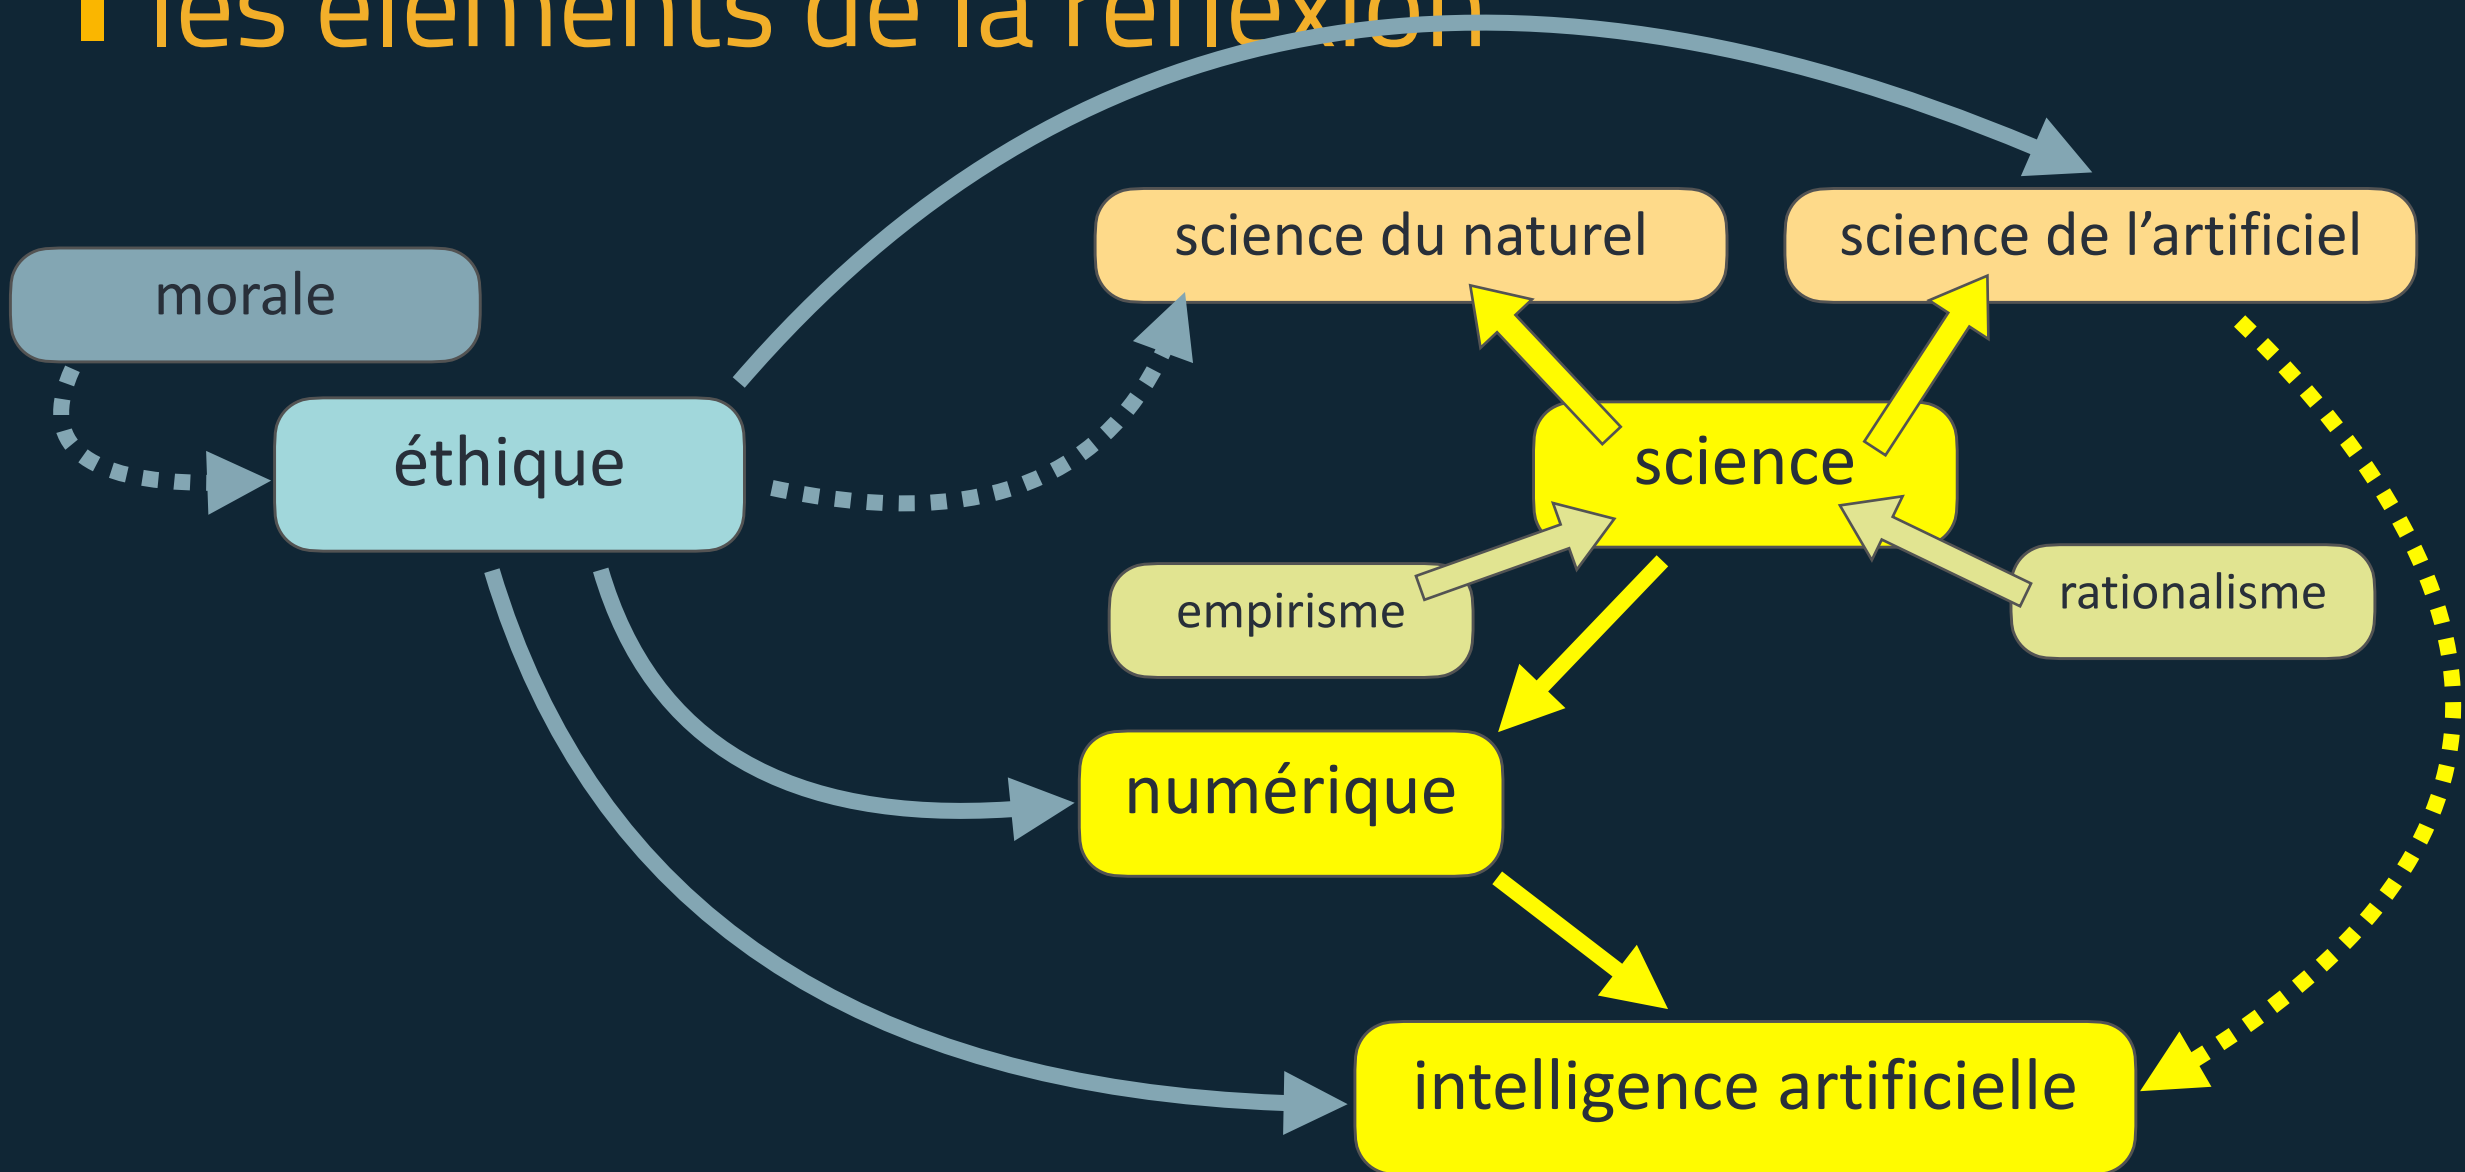 les éléments de la réflexion
science du naturel
science de l’artificiel
morale
éthique
science
empirisme
rationalisme
numérique
intelligence artificielle